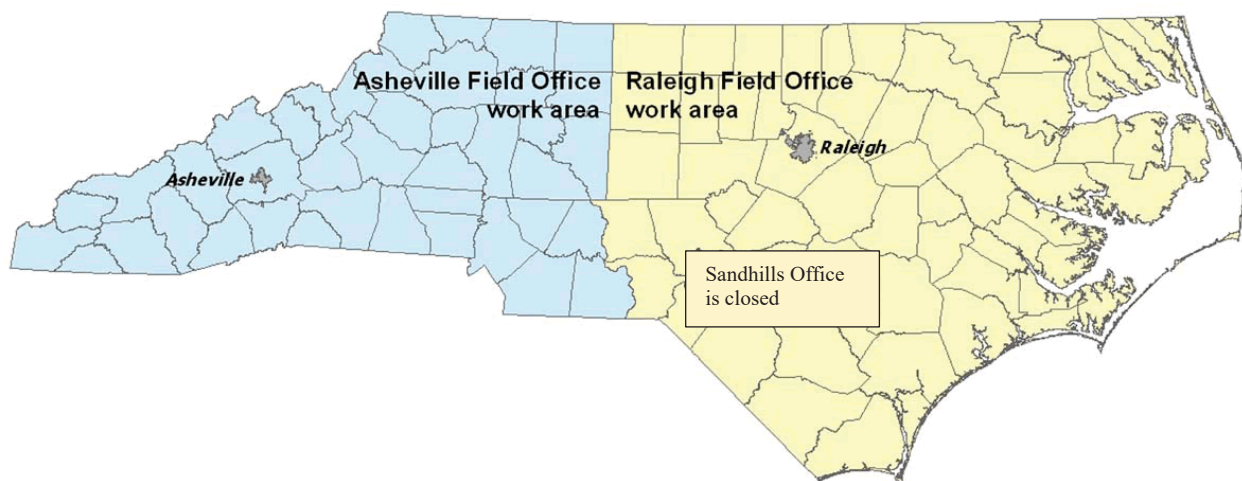 Asheville Field Office
work area
Raleigh Field Office
work area
Raleigh
Asheville
Sandhills Office
is closed